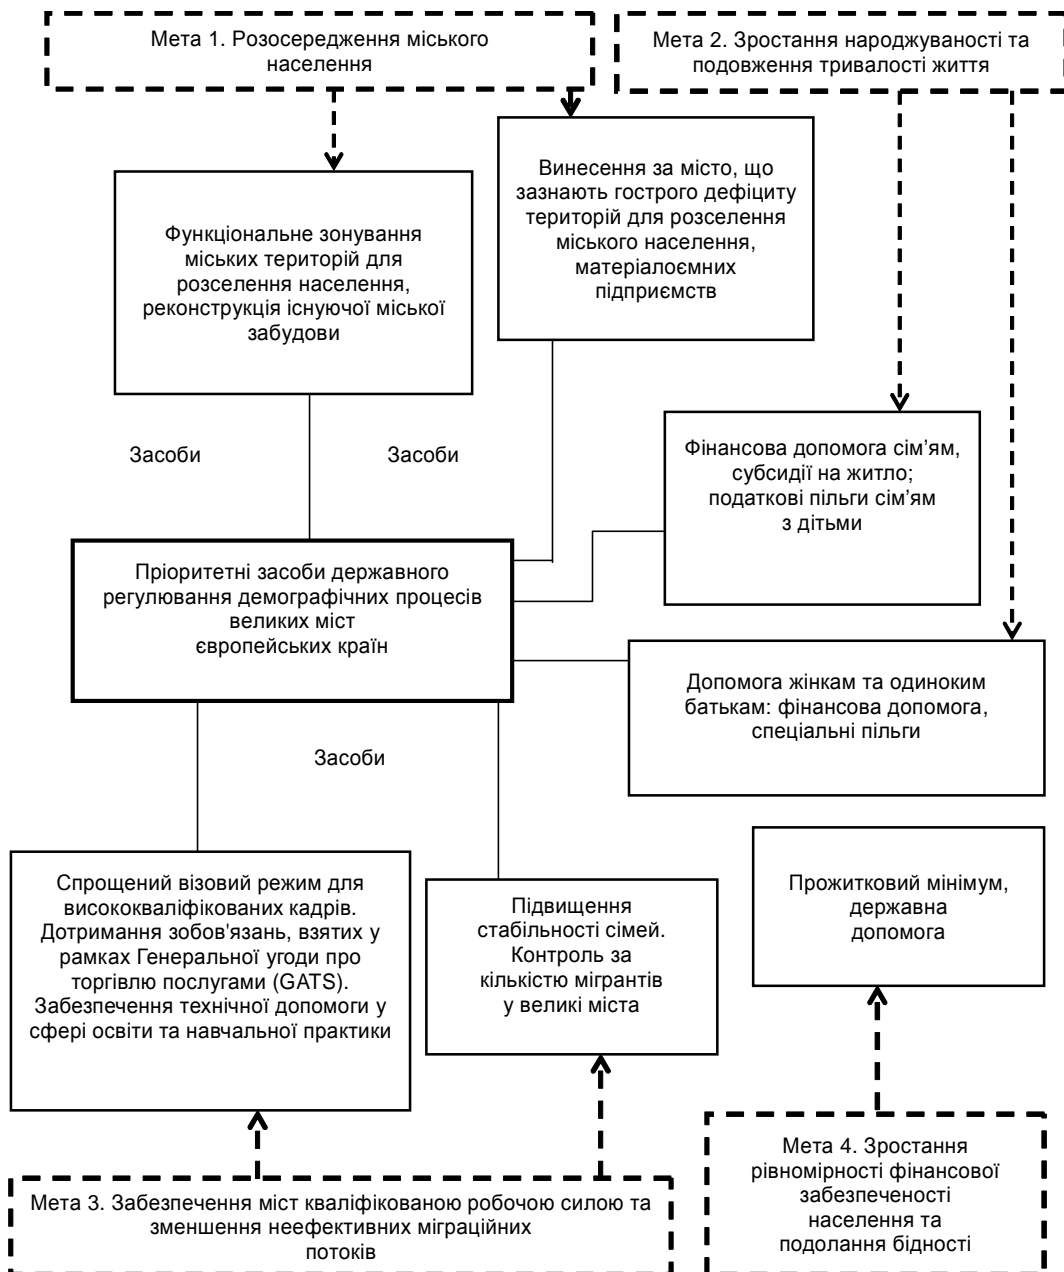 Мета 1. Розосередження міського
населення
Мета 2. Зростання народжуваності та
подовження тривалості життя
Винесення за місто, що
зазнають гострого дефіциту
територій для розселення
міського населення,
матеріалоємних
підприємств
Функціональне зонування
міських територій для
розселення населення,
реконструкція існуючої міської
забудови
Засоби
Засоби
Фінансова допомога сім’ям,
субсидії на житло;
податкові пільги сім’ям
з дітьми
Пріоритетні засоби державного
регулювання демографічних процесів
великих міст
європейських країн
Допомога жінкам та одиноким
батькам: фінансова допомога,
спеціальні пільги
Засоби
Спрощений візовий режим для
висококваліфікованих кадрів.
Дотримання зобов'язань, взятих у
рамках Генеральної угоди про
торгівлю послугами (GATS).
Забезпечення технічної допомоги у
сфері освіти та навчальної практики
Підвищення
стабільності сімей.
Контроль за
кількістю мігрантів
у великі міста
Прожитковий мінімум,
державна
допомога
Мета 3. Забезпечення міст кваліфікованою робочою силою та
зменшення неефективних міграційних
потоків
Мета 4. Зростання
рівномірності фінансової
забезпеченості
населення та
подолання бідності